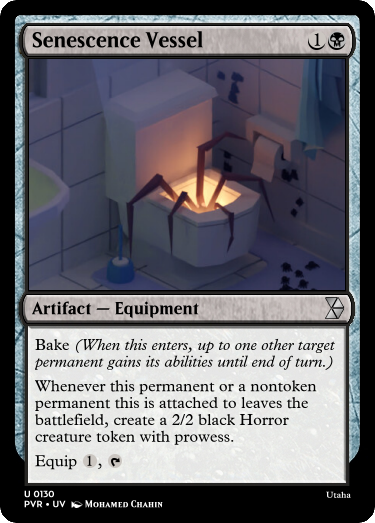 Senescence Vessel 1
Artifact — Equipment
Bake (When this enters, up to one other target
permanent gains its abilities until end of turn.)
Whenever this permanent or a nontoken
permanent this is attached to leaves the
battlefield, create a 2/2 black Horror
creature token with prowess.
Equip 1,
U 0130
PVR • UV Mohamed Chahin
Utaha